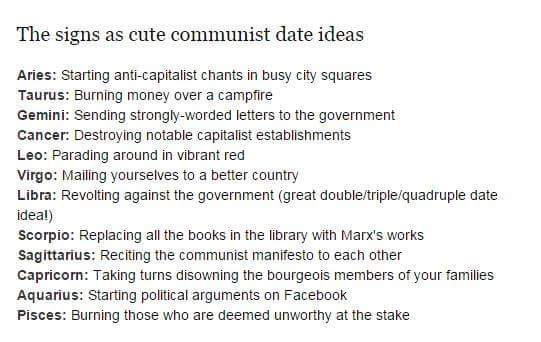 The signs as cute communist date ideas
Aries: Starting anti-capitalist chants in busy city squares
Taurus: Burning money over a campfire
Gemini: Sending strongly-worded letters to the government
Cancer: Destroying notable capitalist establishments
Leo: Parading around in vibrant red
Virgo: Mailing yourselves to a better country
Libra: Revolting against the government (great double/triple/quadruple date
idea!)
Scorpio: Replacing all the books in the library with Marx's works
Sagittarius: Reciting the communist manifesto to each other
Capricorn: Taking turns disowning the bourgeois members of your families
Aquarius: Starting political arguments on Facebook
Pisces: Burning those who are deemed unworthy at the stake